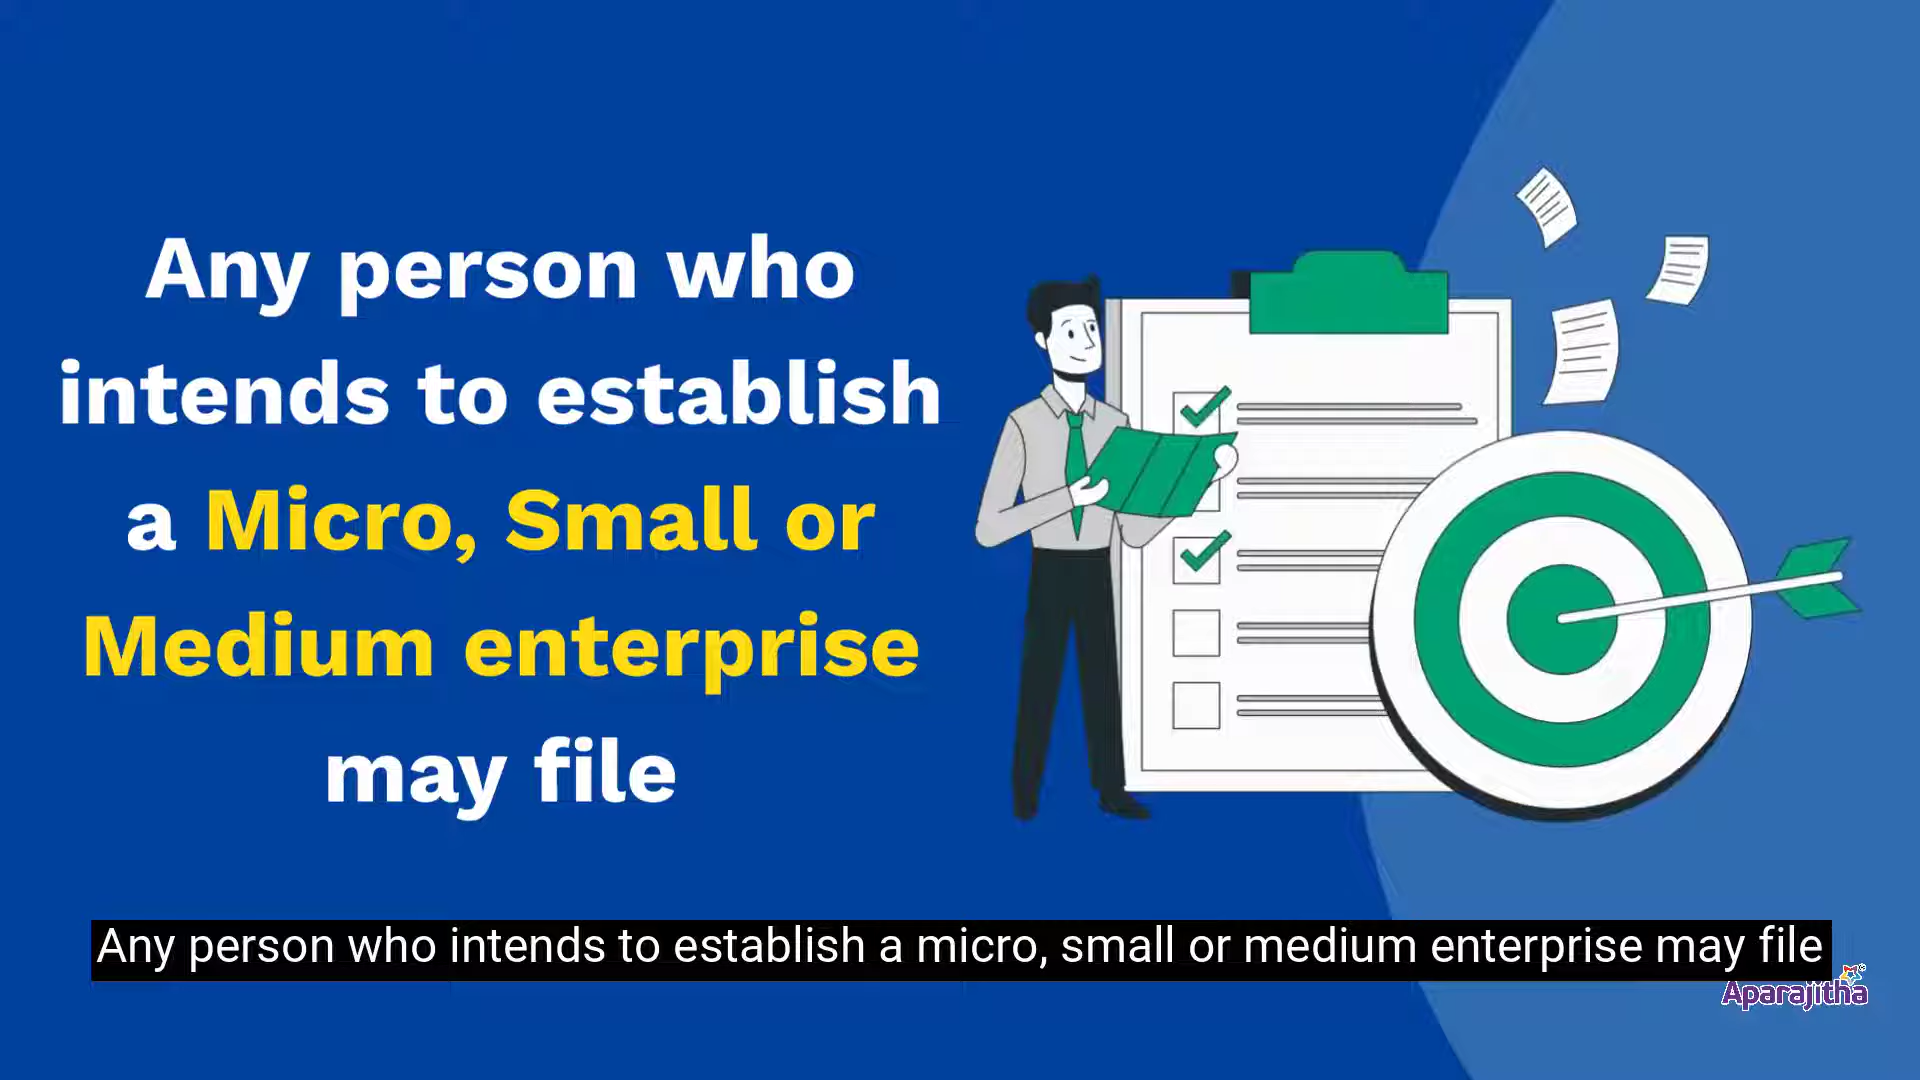 Any person who
intends to establish
a Micro, Small or
Medium enterprise
may file
Any person who intends to establish a micro, small or medium enterprise may file
Aparajitha